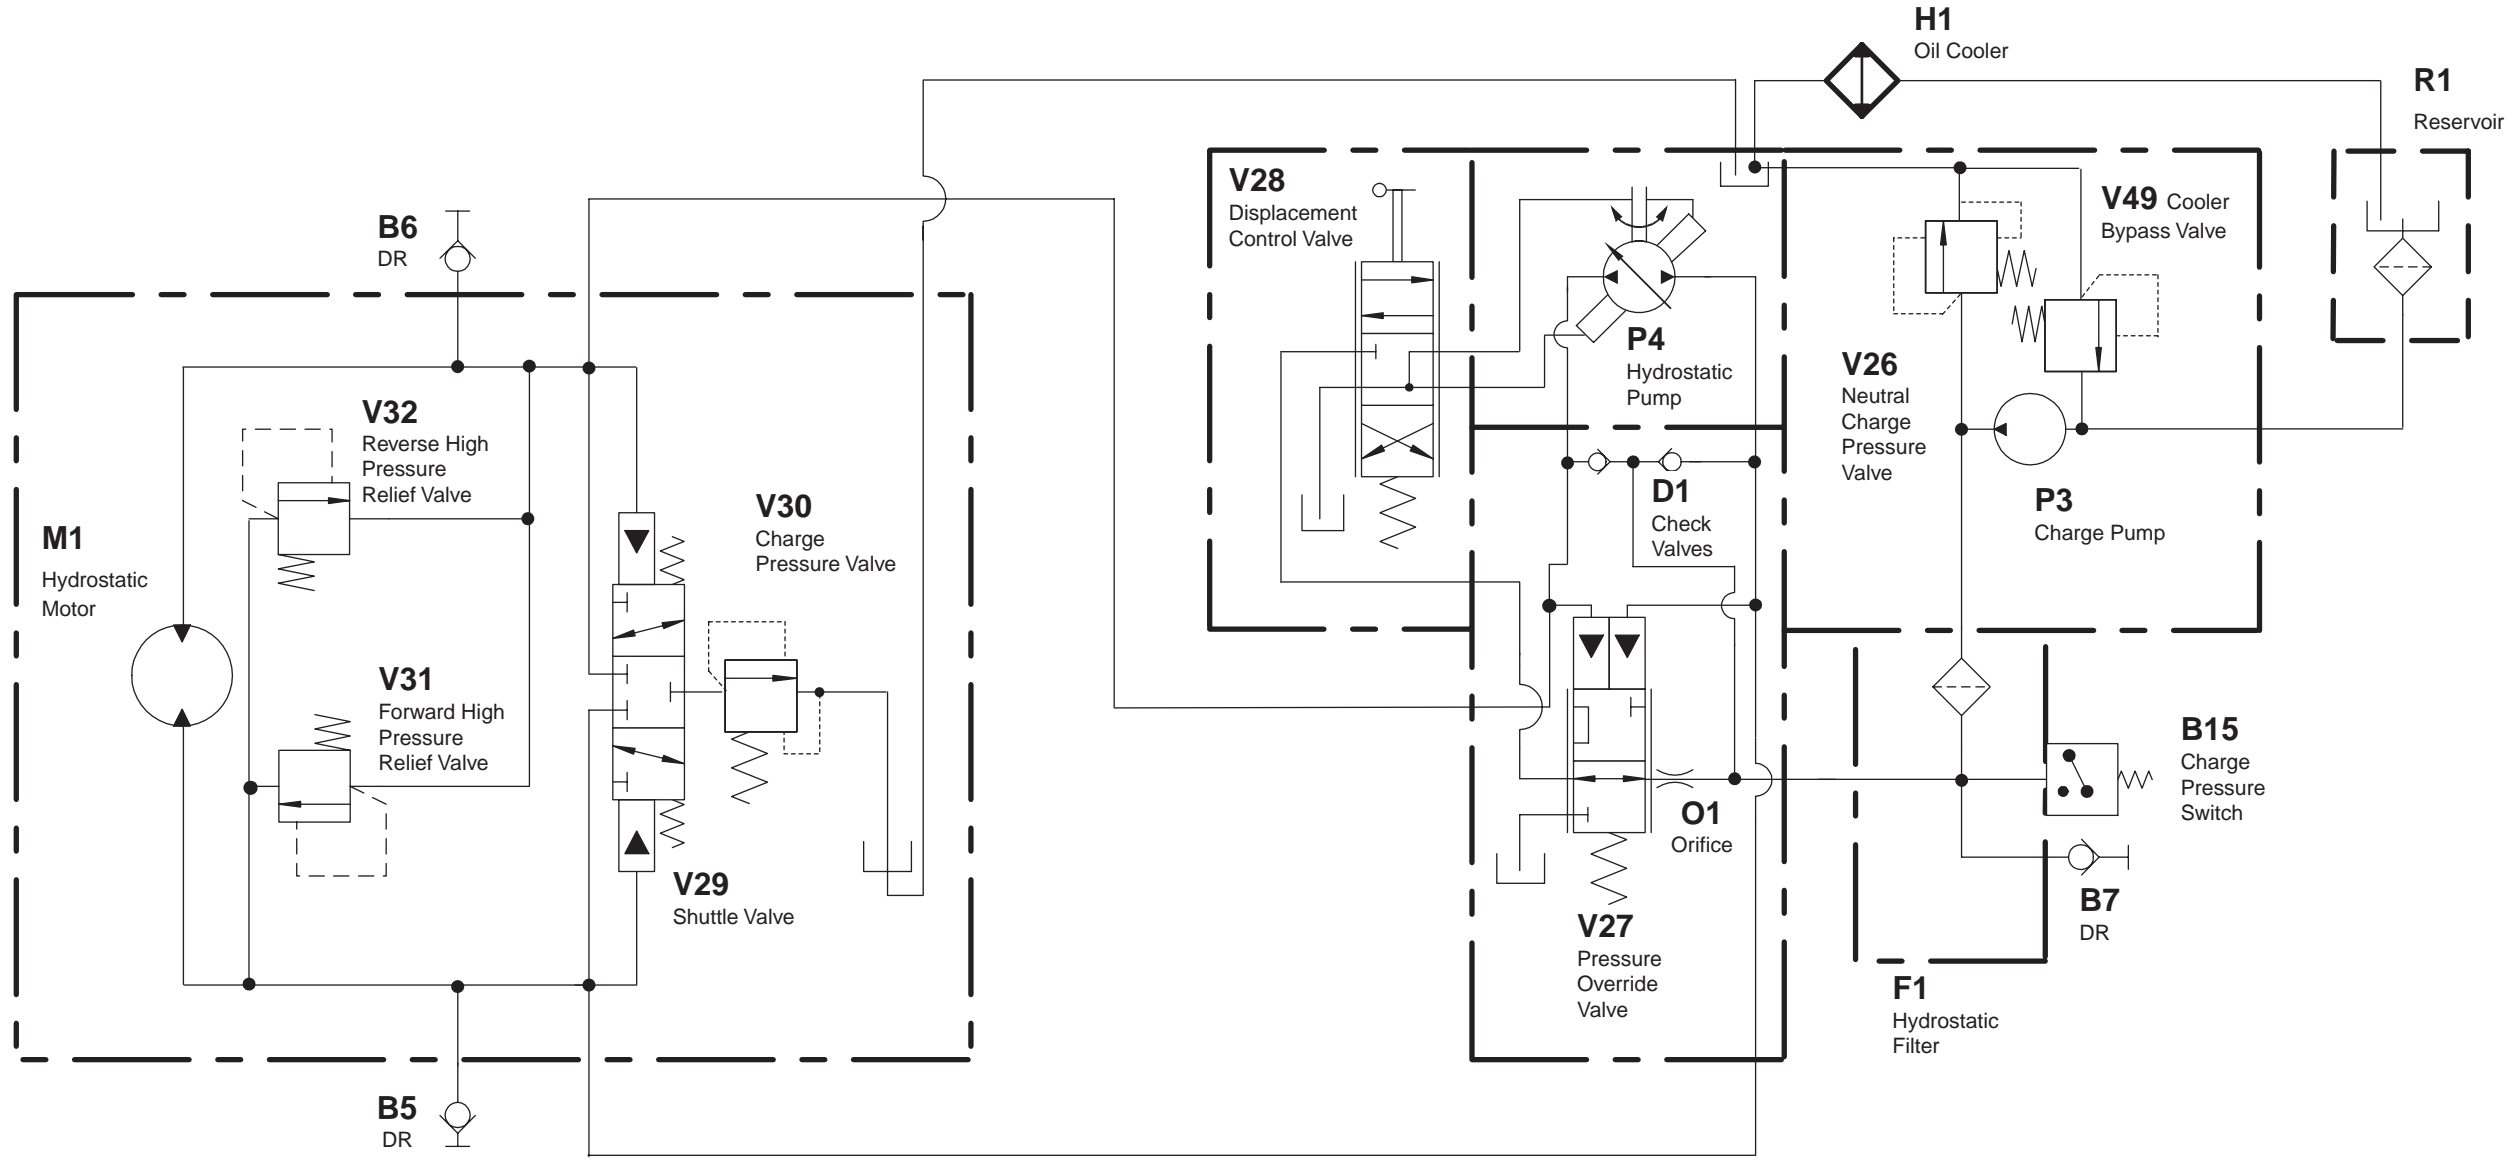 H1
Oil Cooler
R1
Reservoir
V28
Displacement
Control Valve
V49 Cooler
Bypass Valve
B6
DR
P4
Hydrostatic
Pump
V26
Neutral
Charge
Pressure
Valve
V32
Reverse High
Pressure
Relief Valve
V30
Charge
Pressure Valve
D1
Check
Valves
P3
Charge Pump
M1
Hydrostatic
Motor
V31
Forward High
Pressure
Relief Valve
B15
Charge
Pressure
Switch
O1
Orifice
V29
Shuttle Valve
B7
DR
V27
Pressure
Override
Valve
F1
Hydrostatic
Filter
B5
DR